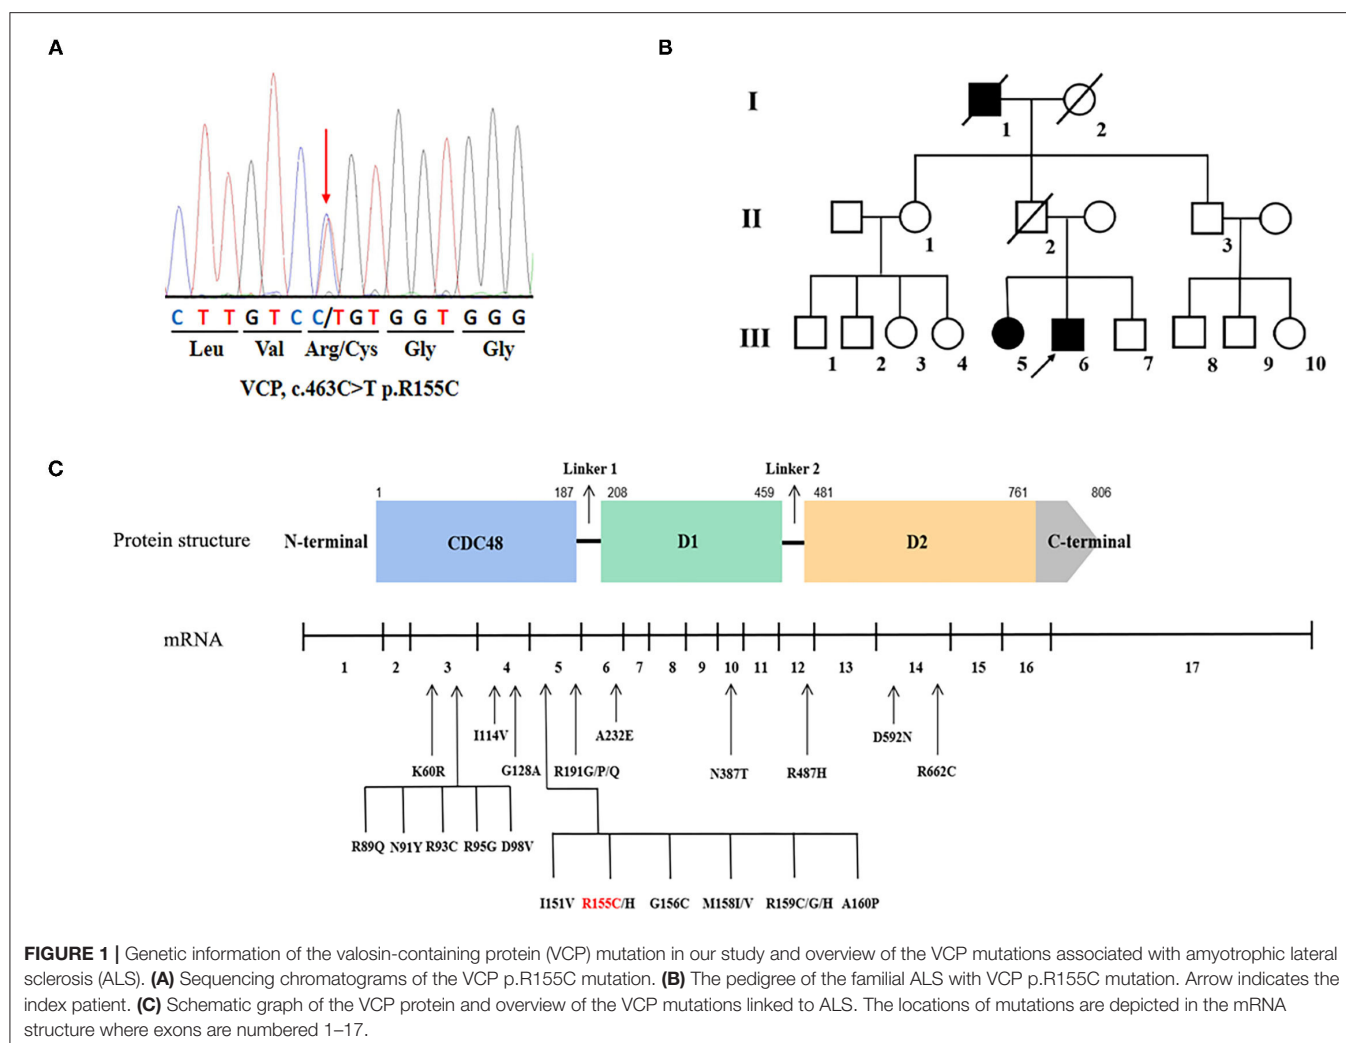 A
C T T G T C C/T G T G G T G G G
Leu Val Arg/Cys Gly Gly
VCP, c.463C>T p.R155C
B
I
1 2
II
1 2 3
III
1 2 3 4 5 6 7 8 9 10
C
Linker 1 Linker 2
1 187 208 459 481 761 806
Protein structure N-terminal CDC48 D1 D2 C-terminal
mRNA
1 2 3 4 5 6 7 8 9 10 11 12 13 14 15 16 17
I114V A232E D592N
K60R G128A R191G/P/Q N387T R487H R662C
R89Q N91Y R93C R95G D98V
I151V R155C/H G156C M158I/V R159C/G/H A160P
FIGURE 1 | Genetic information of the valosin-containing protein (VCP) mutation in our study and overview of the VCP mutations associated with amyotrophic lateral
sclerosis (ALS). (A) Sequencing chromatograms of the VCP p.R155C mutation. (B) The pedigree of the familial ALS with VCP p.R155C mutation. Arrow indicates the
index patient. (C) Schematic graph of the VCP protein and overview of the VCP mutations linked to ALS. The locations of mutations are depicted in the mRNA
structure where exons are numbered 1–17.